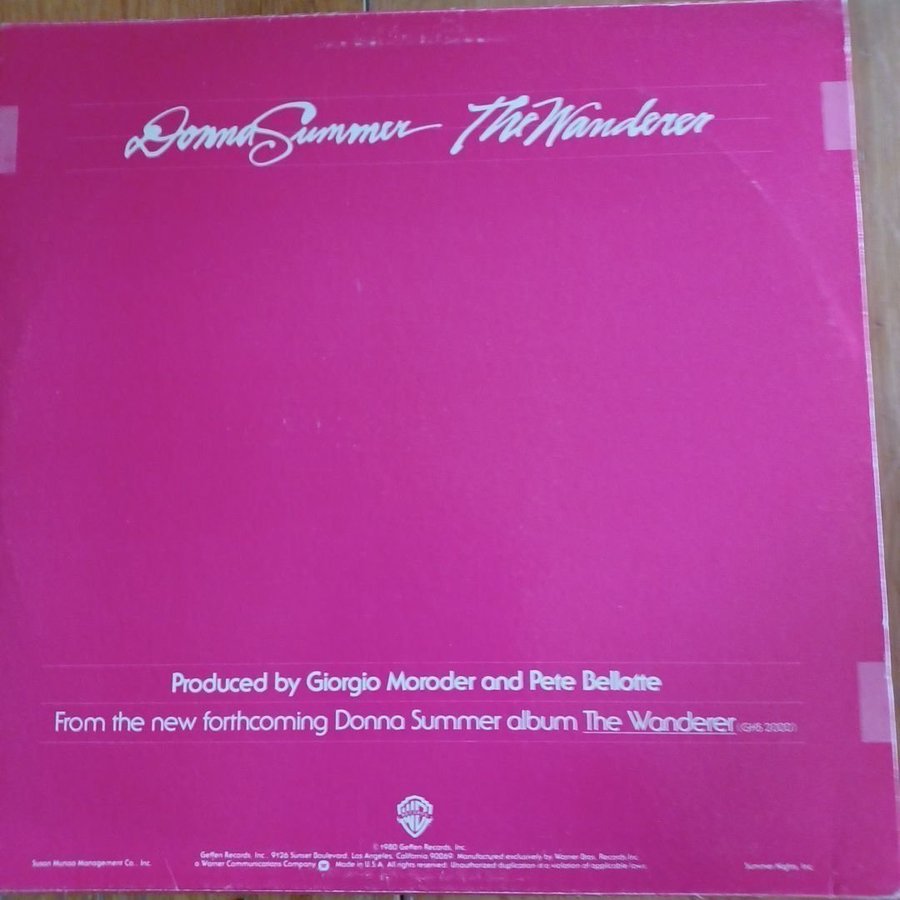 Donna Summer The Wanderer
Produced by Giorgio Moroder and Pete Bellotte
From the new forthcoming Donna Summer album The Wanderer (GHS 2000)
© 1980 Geffen Records, Inc.
Geffen Records, Inc., 9126 Sunset Boulevard, Los Angeles, California 90069. Manufactured exclusively by Warner Bros. Records Inc.,
Susan Munao Management Co., Inc.
a Warner Communications Company Made in U.S.A. All rights reserved. Unauthorized duplication is a violation of applicable laws.
Summer Nights, Inc.